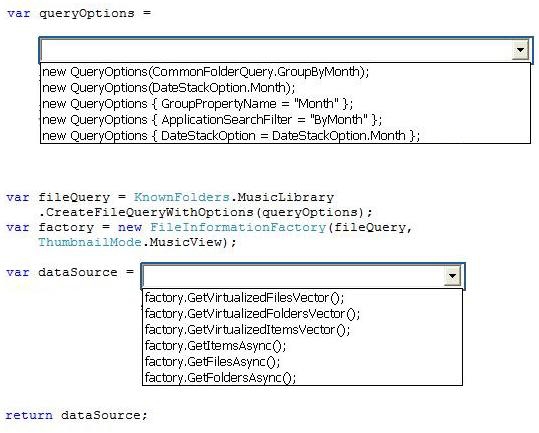 var queryOptions =
new QueryOptions(CommonFolderQuery.GroupByMonth);
new QueryOptions(DateStackOption.Month);
new QueryOptions { GroupPropertyName = "Month" };
new QueryOptions { ApplicationSearchFilter = "ByMonth" };
new QueryOptions { DateStackOption = DateStackOption.Month };
var fileQuery = KnownFolders.MusicLibrary
.CreateFileQueryWithOptions(queryOptions);
var factory = new FileInformationFactory(fileQuery,
ThumbnailMode.MusicView);
var dataSource =
factory.GetVirtualizedFilesVector();
factory.GetVirtualizedFoldersVector();
factory.GetVirtualizedItemsVector();
factory.GetItemsAsync();
factory.GetFilesAsync();
factory.GetFoldersAsync();
return dataSource;